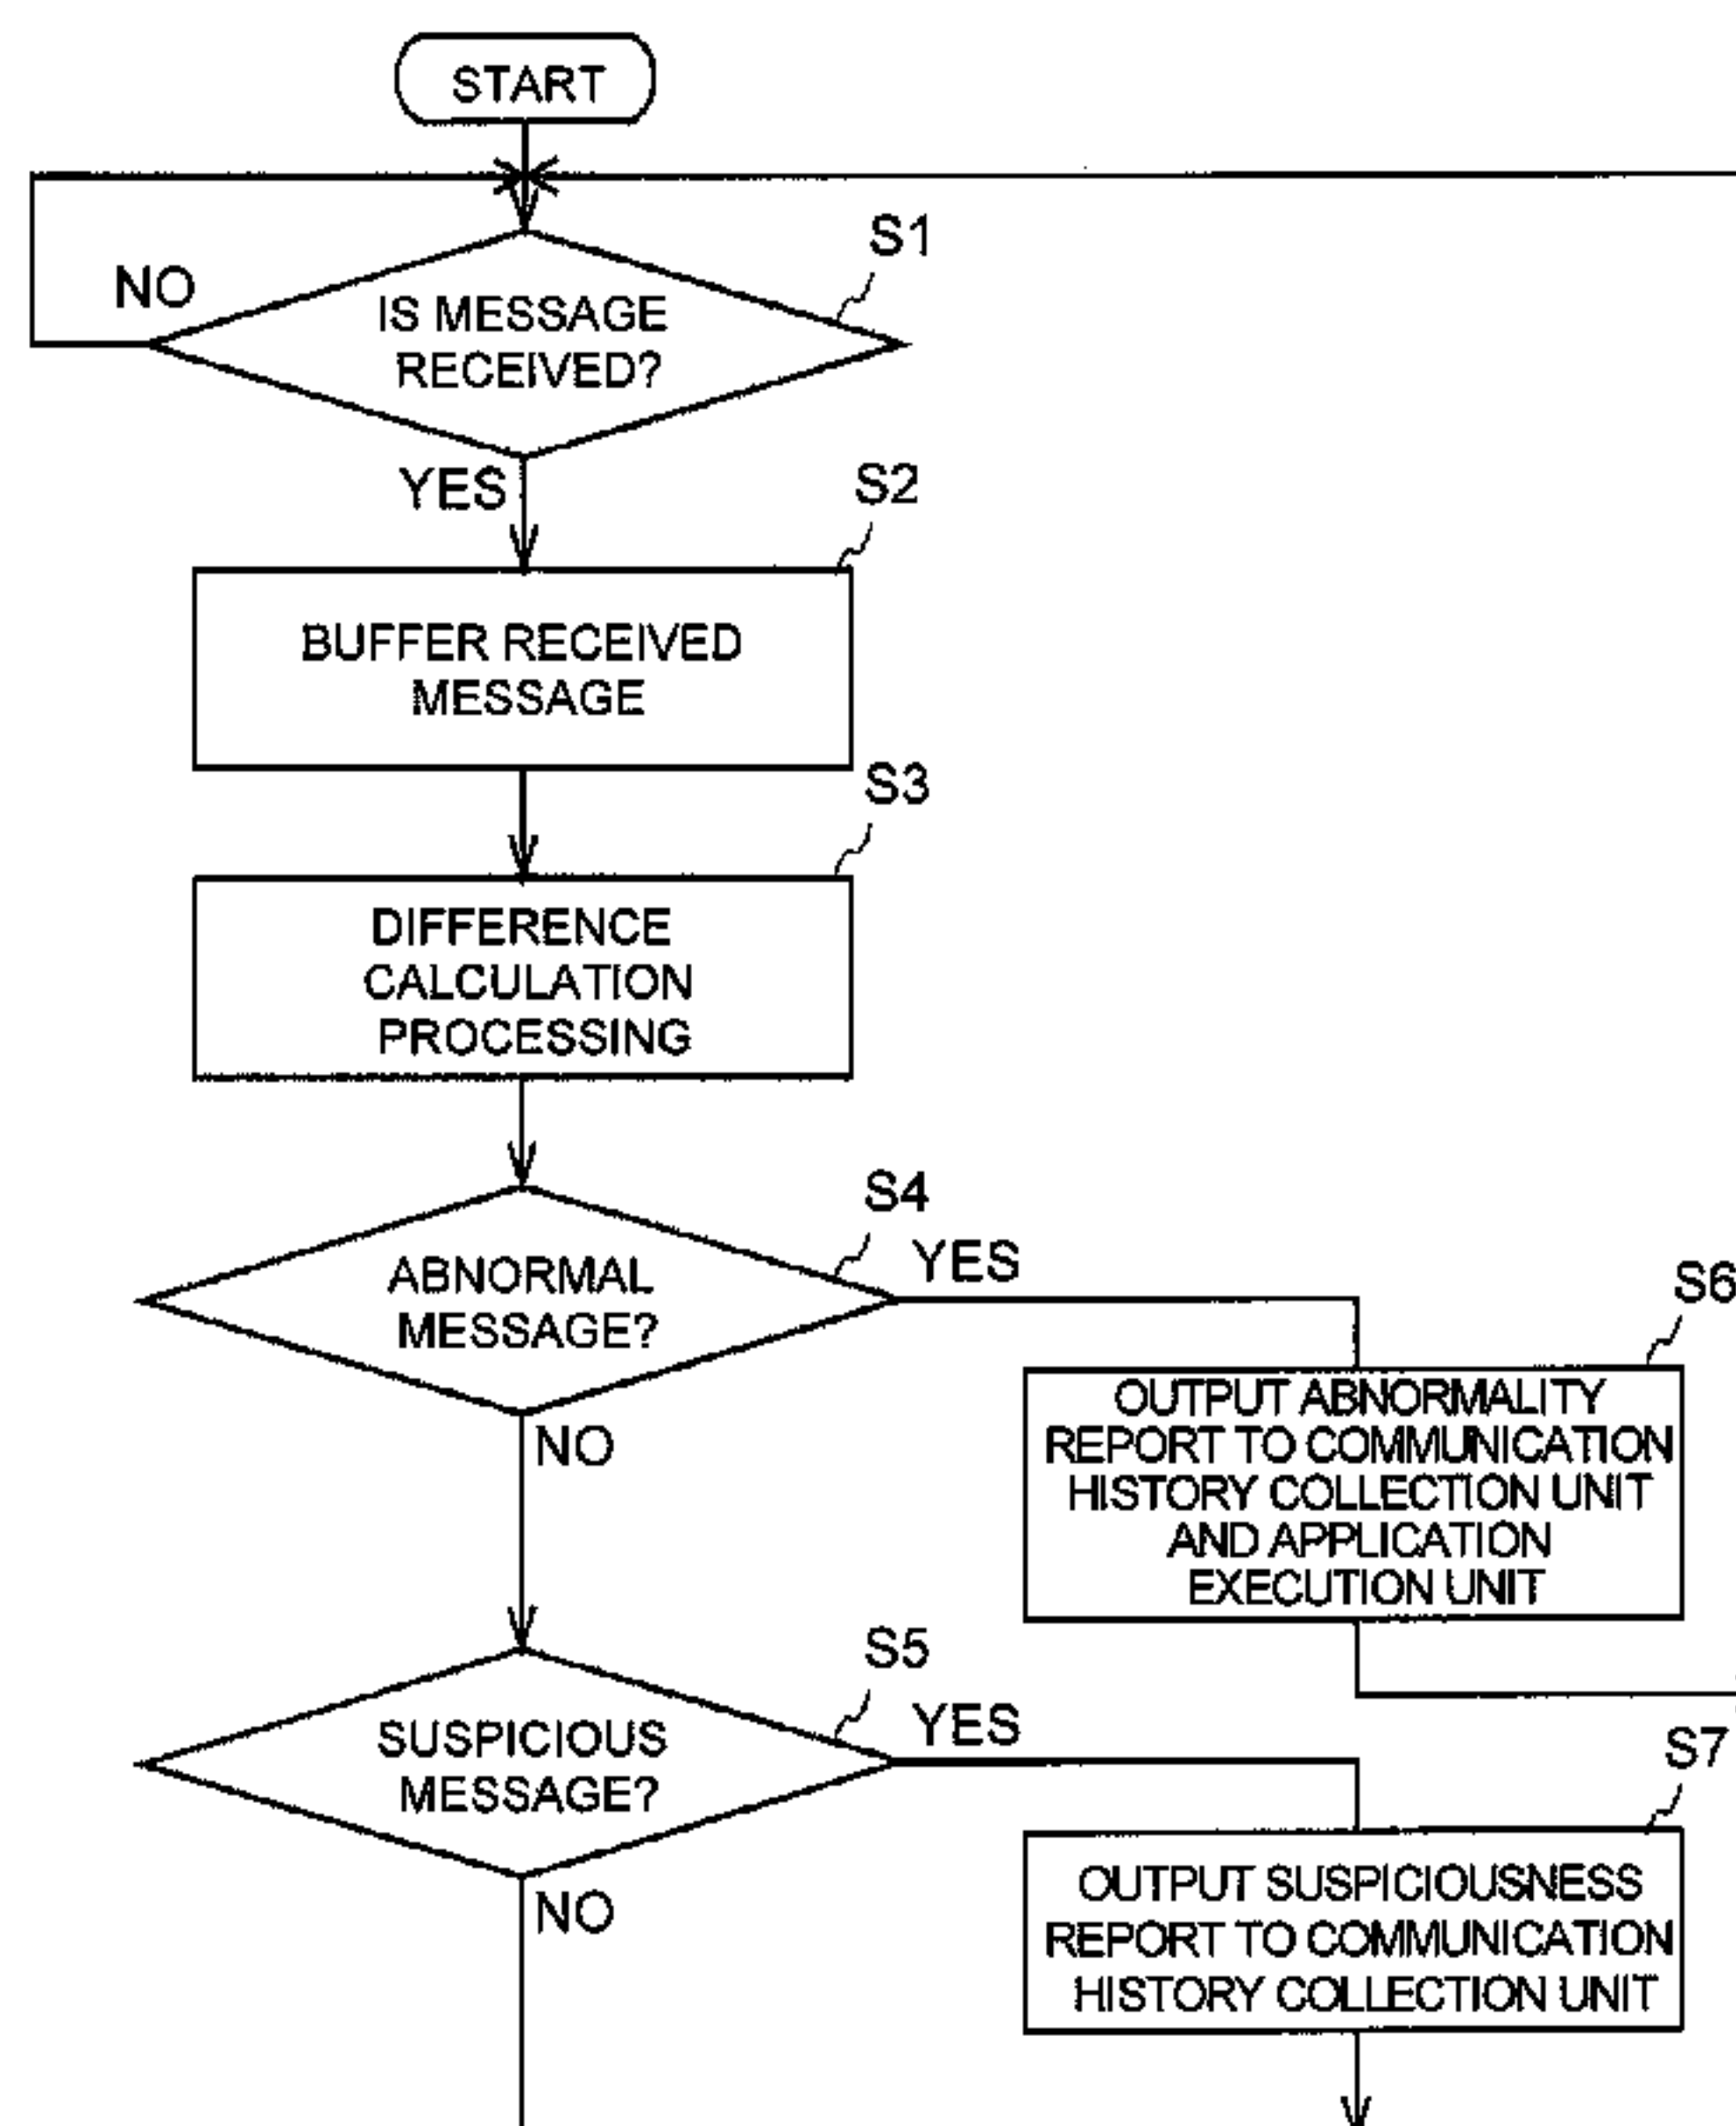 START
S1
NO
IS MESSAGE
RECEIVED?
YES
S2
BUFFER RECEIVED
MESSAGE
S3
DIFFERENCE
CALCULATION
PROCESSING
S4
YES
ABNORMAL
MESSAGE?
NO
S6
OUTPUT ABNORMALITY
REPORT TO COMMUNICATION
HISTORY COLLECTION UNIT
AND APPLICATION
EXECUTION UNIT
S5
YES
SUSPICIOUS
MESSAGE?
NO
S7
OUTPUT SUSPICIOUSNESS
REPORT TO COMMUNICATION
HISTORY COLLECTION UNIT